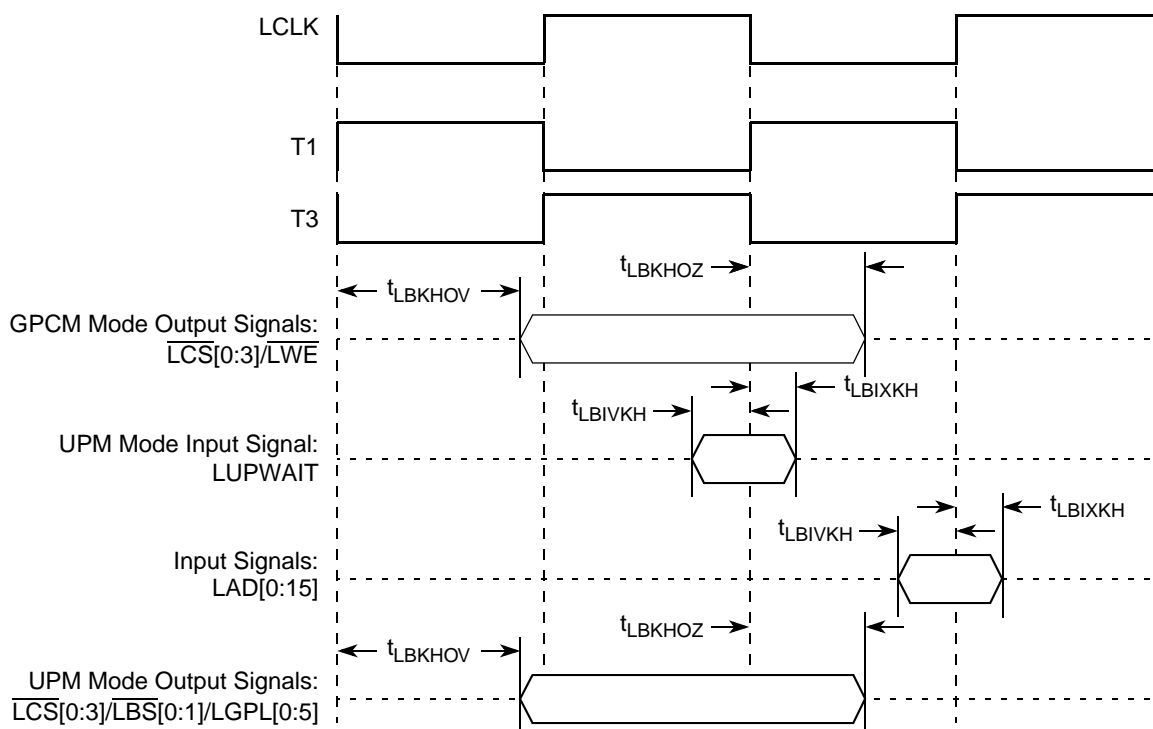 LCLK
T1
T3
tLBKHOZ
tLBKHOV
GPCM Mode Output Signals:
LCS[0:3]/LWE
tLBIXKH
tLBIVKH
UPM Mode Input Signal:
LUPWAIT
tLBIXKH
tLBIVKH
Input Signals:
LAD[0:15]
tLBKHOZ
tLBKHOV
UPM Mode Output Signals:
LCS[0:3]/LBS[0:1]/LGPL[0:5]